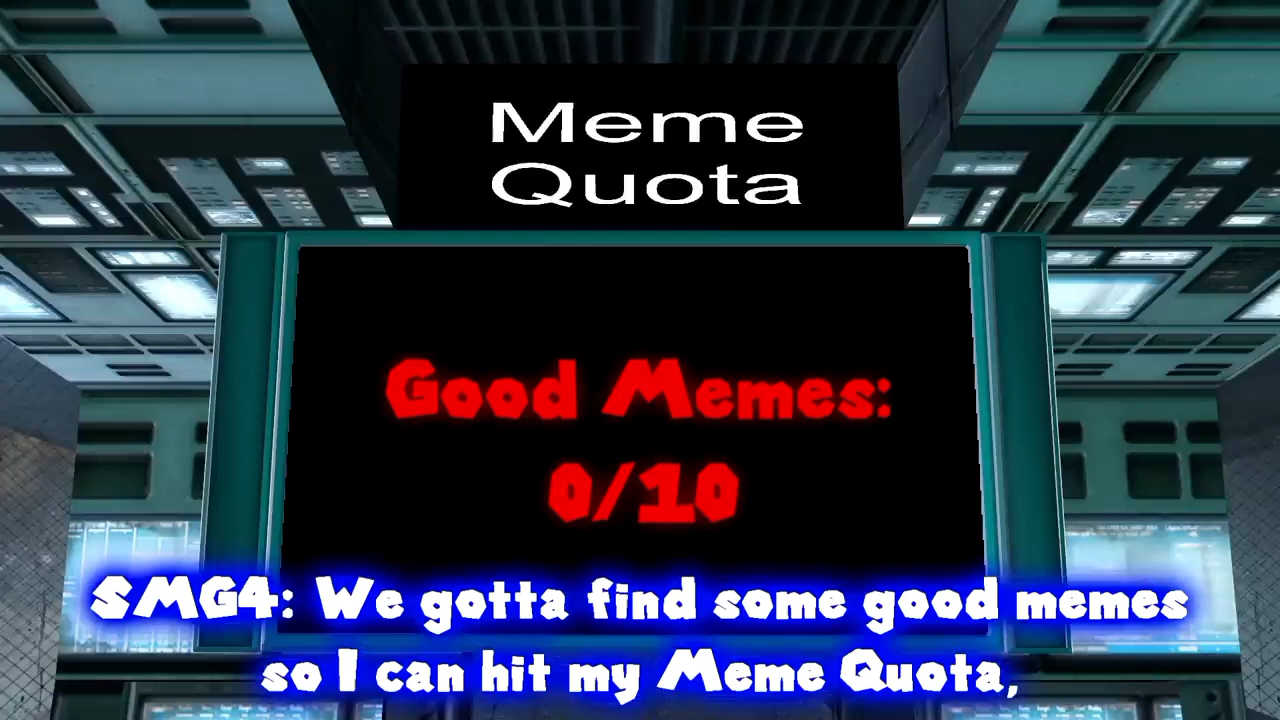 Meme
Quota
Good Memes:
0/10
SMG4: We gotta find some good memes
so I can hit my Meme Quota,